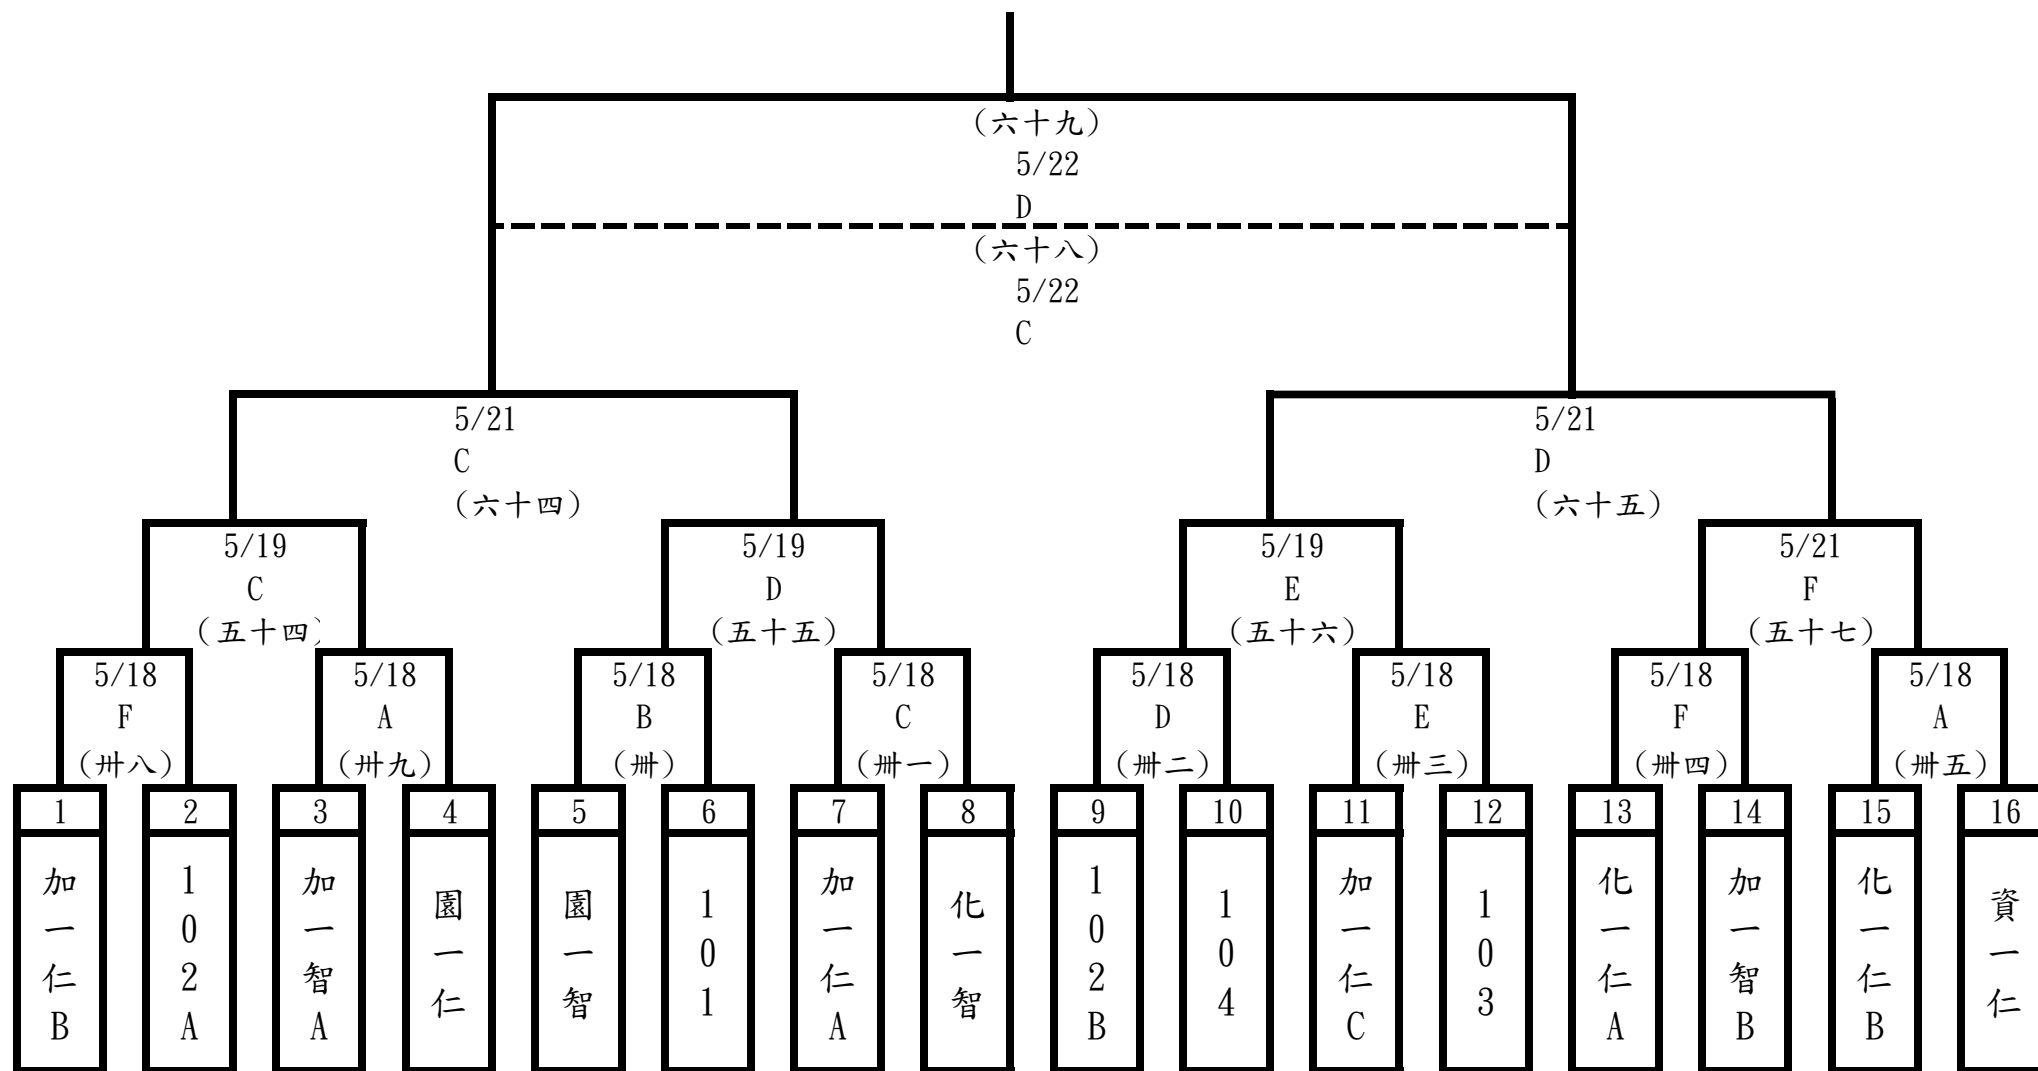 (六十九)
5/22
D
(六十八)
5/22
C
5/21
C
(六十四)
5/21
D
(六十五)
5/19
C
(五十四)
5/19
D
(五十五)
5/19
E
(五十六)
5/21
F
(五十七)
5/18
F
(卅八)
5/18
A
(卅九)
5/18
B
(卌)
5/18
C
(卌一)
5/18
D
(卌二)
5/18
E
(卌三)
5/18
F
(卌四)
5/18
A
(卌五)
1
加一仁B
2
102A
3
加一智A
4
園一仁
5
園一智
6
101
7
加一仁A
8
化一智
9
102B
10
104
11
加一仁C
12
103
13
化一仁A
14
加一智B
15
化一仁B
16
資一仁